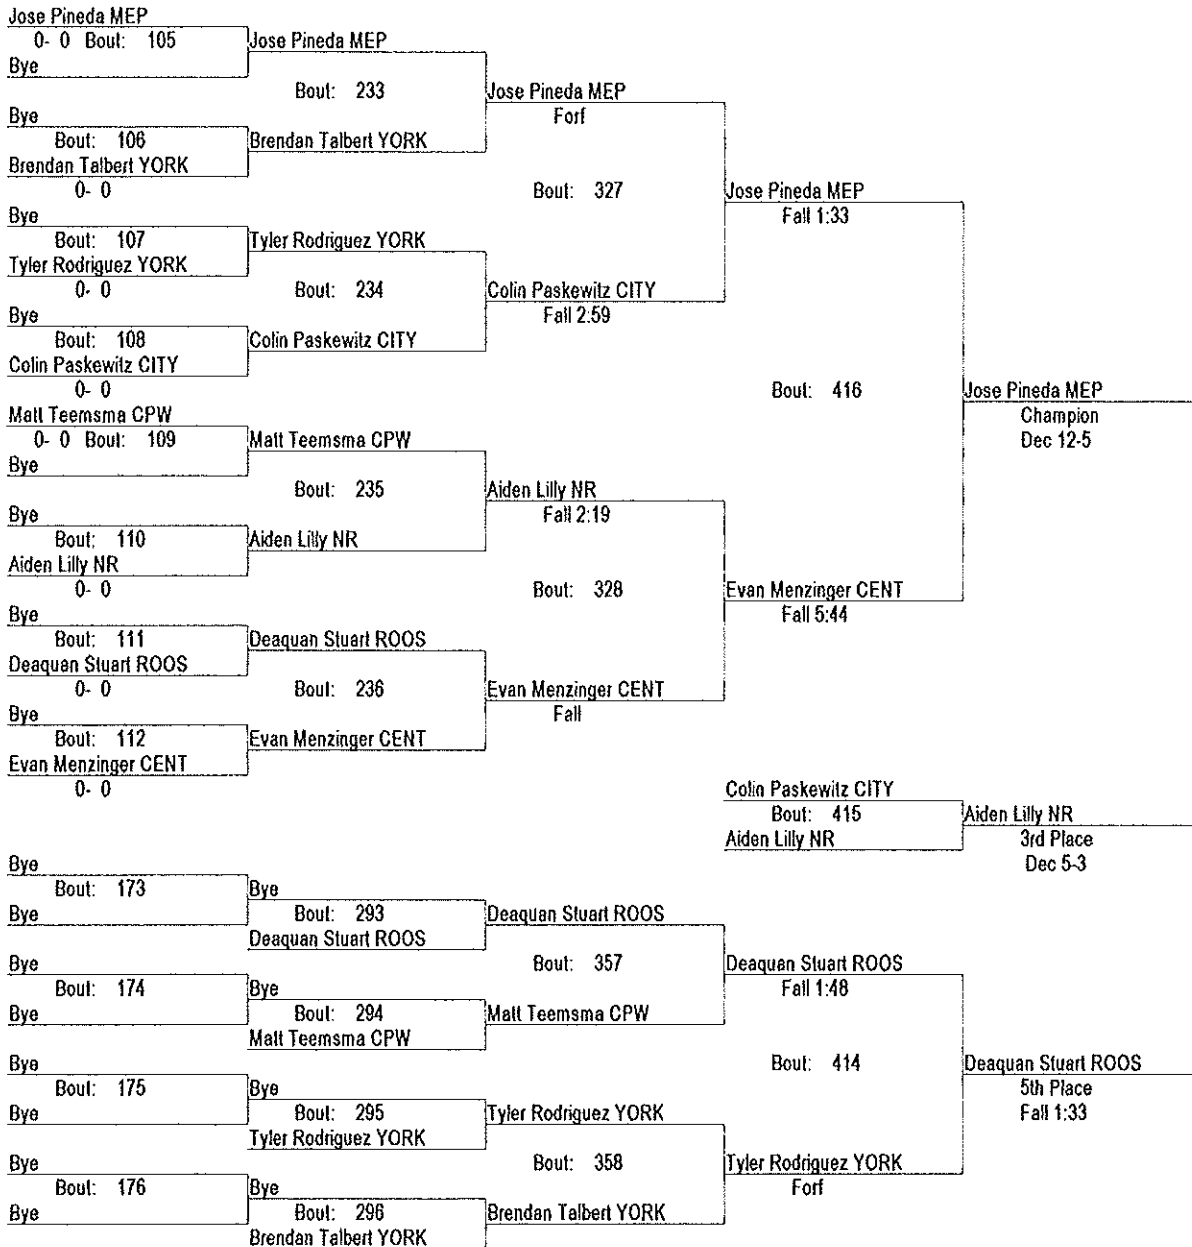 Jose Pineda MEP
0- 0 Bout: 105
Bye
Jose Pineda MEP
Bout: 233
Bye
Bout: 106
Brendan Talbert YORK
0- 0
Brendan Talbert YORK
Jose Pineda MEP
Forf
Bout: 327
Bye
Bout: 107
Tyler Rodriguez YORK
0- 0
Tyler Rodriguez YORK
Bout: 234
Bye
Bout: 108
Colin Paskewitz CITY
0- 0
Colin Paskewitz CITY
Colin Paskewitz CITY
Fall 2:59
Jose Pineda MEP
Fall 1:33
Bout: 416
Matt Teemsma CPW
0- 0 Bout: 109
Bye
Matt Teemsma CPW
Bout: 235
Bye
Bout: 110
Aiden Lilly NR
0- 0
Aiden Lilly NR
Aiden Lilly NR
Fall 2:19
Bout: 328
Bye
Bout: 111
Deaquan Stuart ROOS
0- 0
Deaquan Stuart ROOS
Bout: 236
Bye
Bout: 112
Evan Menzinger CENT
0- 0
Evan Menzinger CENT
Evan Menzinger CENT
Fall
Evan Menzinger CENT
Fall 5:44
Jose Pineda MEP
Champion
Dec 12-5
Colin Paskewitz CITY
Bout: 415
Aiden Lilly NR
Aiden Lilly NR
3rd Place
Dec 5-3
Bye
Bout: 173
Bye
Bye
Bout: 293
Deaquan Stuart ROOS
Deaquan Stuart ROOS
Bout: 357
Bye
Bout: 174
Bye
Bye
Bout: 294
Matt Teemsma CPW
Matt Teemsma CPW
Deaquan Stuart ROOS
Fall 1:48
Bout: 414
Bye
Bout: 175
Bye
Bye
Bout: 295
Tyler Rodriguez YORK
Tyler Rodriguez YORK
Bout: 358
Bye
Bout: 176
Bye
Bye
Bout: 296
Brendan Talbert YORK
Brendan Talbert YORK
Tyler Rodriguez YORK
Forf
Deaquan Stuart ROOS
5th Place
Fall 1:33